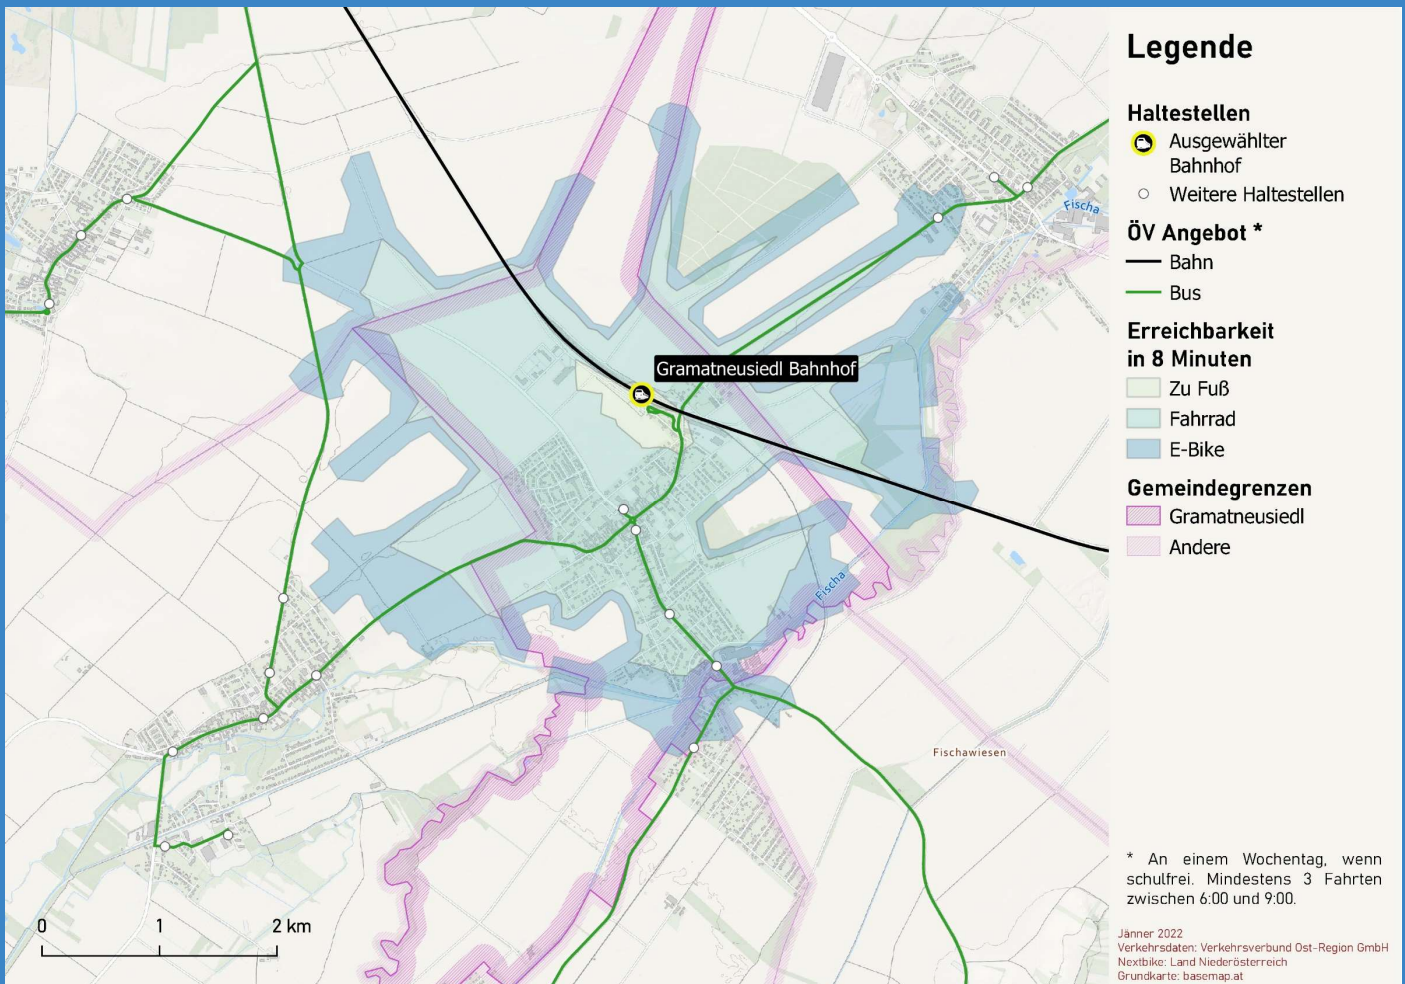 Legende
Haltestellen
Ausgewählter
Bahnhof
Weitere Haltestellen
ÖV Angebot *
Bahn
Bus
Erreichbarkeit
in 8 Minuten
Zu Fuß
Fahrrad
E-Bike
Gemeindegrenzen
Gramatneusiedl
Andere
* An einem Wochentag, wenn
schulfrei. Mindestens 3 Fahrten
zwischen 6:00 und 9:00.
Jänner 2022
Verkehrsdaten: Verkehrsverbund Ost-Region GmbH
Nextbike: Land Niederösterreich
Grundkarte: basemap.at
Fischa
Gramatneusiedl Bahnhof
Fischa
Fischawiesen
0 1 2 km